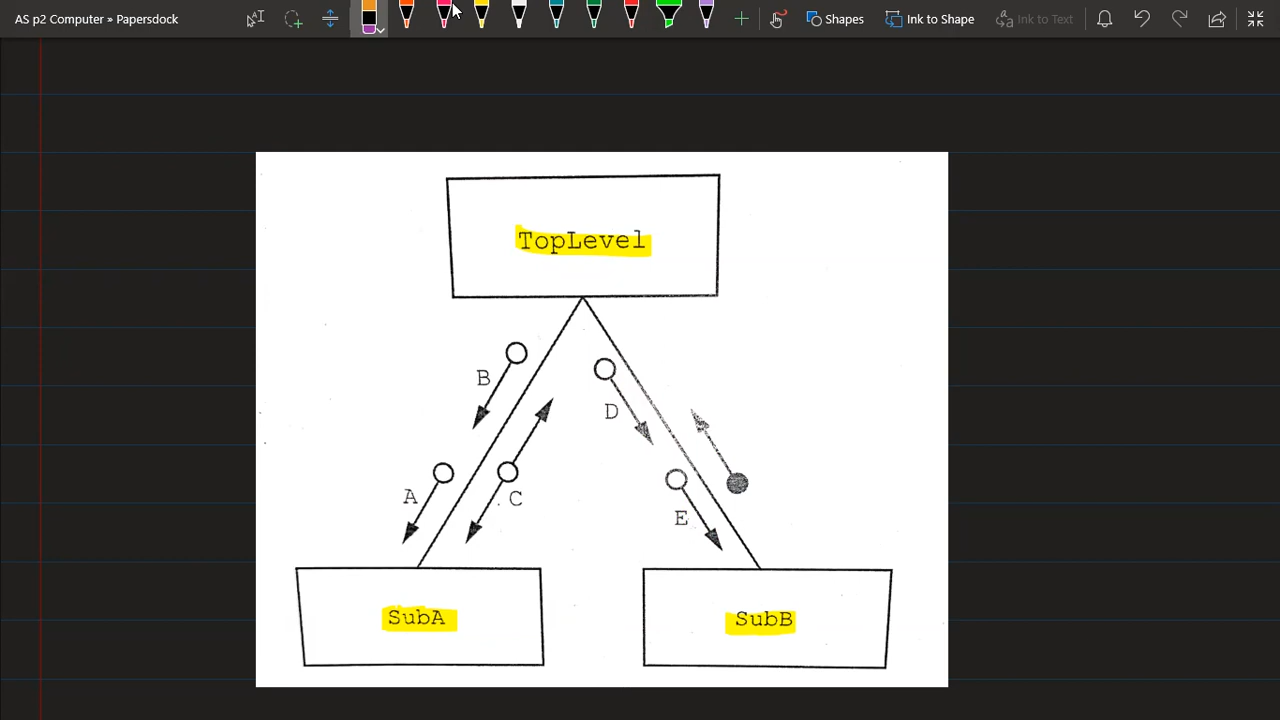 AS p2 Computer » Papersdock
Shapes
Ink to Shape
Ink to Text
TopLevel
B
D
A
C
E
SubA
SubB